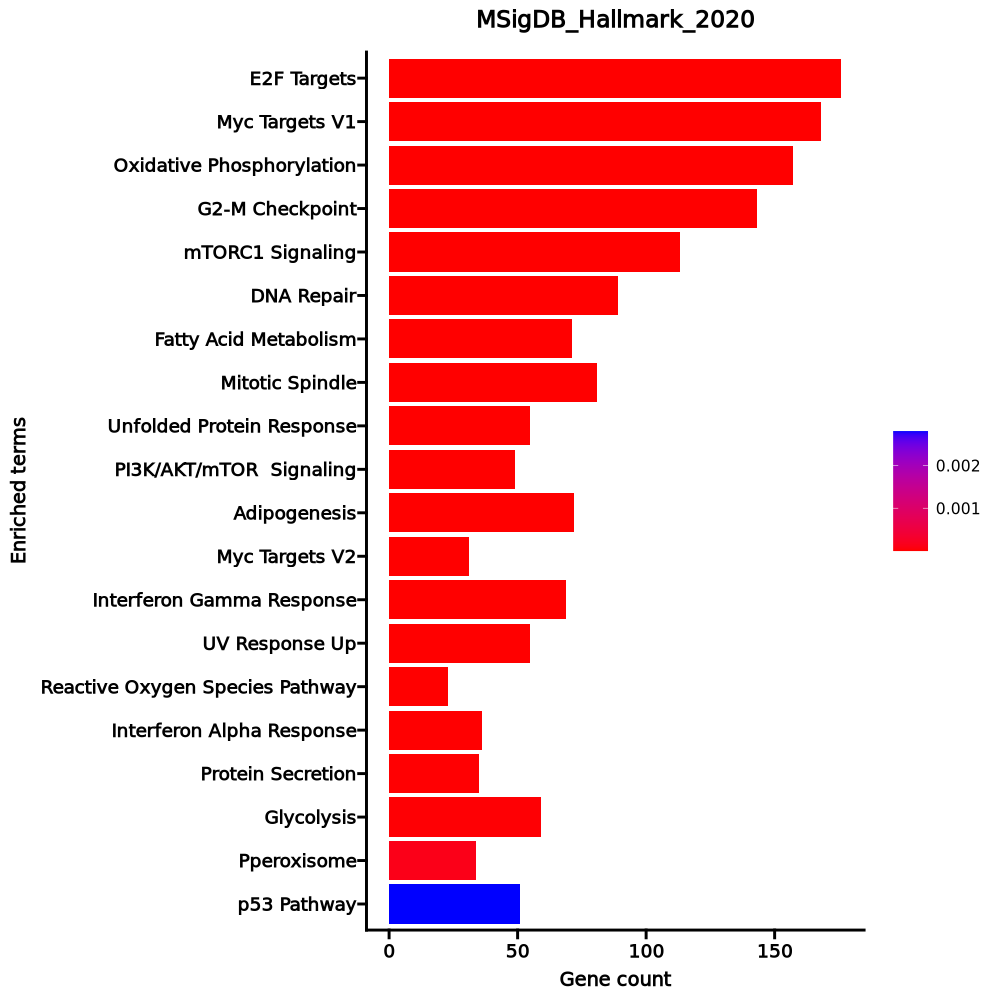 MSigDB_Hallmark_2020
E2F Targets
Myc Targets V1
Oxidative Phosphorylation
G2-M Checkpoint
mTORC1 Signaling
DNA Repair
Fatty Acid Metabolism
Mitotic Spindle
Unfolded Protein Response
PI3K/AKT/mTOR  Signaling
Adipogenesis
Myc Targets V2
Interferon Gamma Response
UV Response Up
Reactive Oxygen Species Pathway
Interferon Alpha Response
Protein Secretion
Glycolysis
Pperoxisome
p53 Pathway
Enriched terms
0 50 100 150
Gene count
0.002
0.001